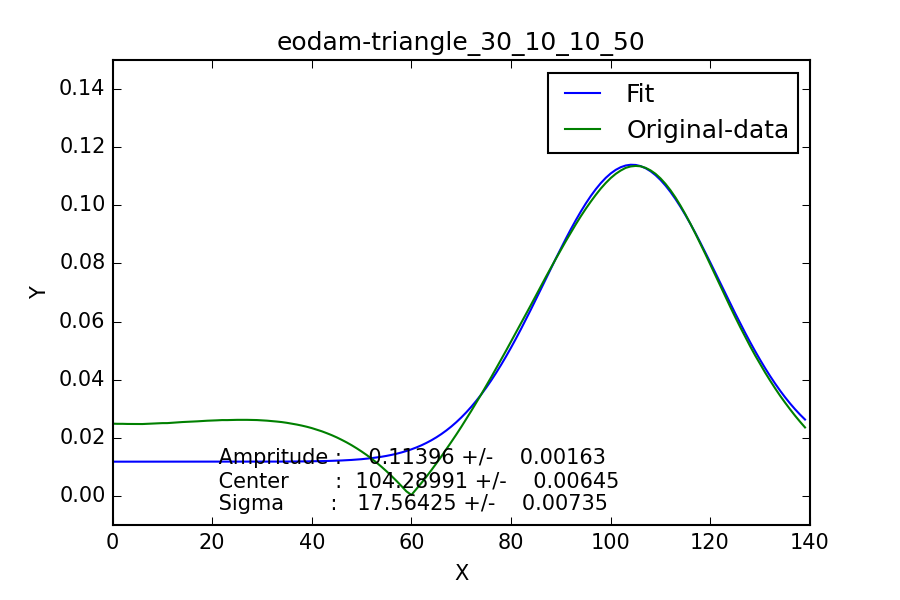 eodam-triangle_30_10_10_50
Fit
Original-data
0.14
0.12
0.10
0.08
0.06
0.04
0.02
0.00
Y
Ampritude : 0.11396 +/- 0.00163
Center : 104.28991 +/- 0.00645
Sigma : 17.56425 +/- 0.00735
0 20 40 60 80 100 120 140
X